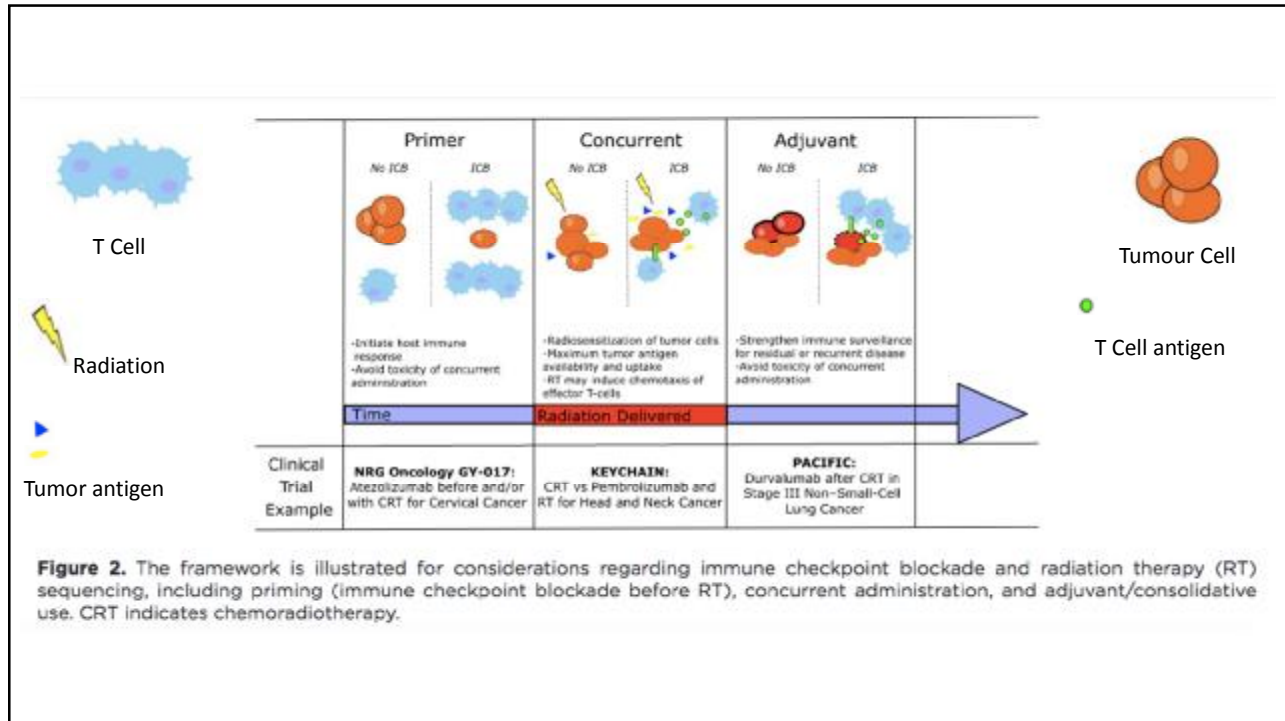 T Cell
Radiation
Tumor antigen
Primer
No ICB
ICB
-Initiate host immune
response
-Avoid toxicity of concurrent
administration
Concurrent
No ICB
ICB
-Radiosensitization of tumor cells
-Maximum tumor antigen
availability and uptake
-RT may induce chemotaxis of
effector T-cells
Adjuvant
No ICB
ICB
-Strengthen immune surveillance
for residual or recurrent disease
-Avoid toxicity of concurrent
administration
Time
Radiation Delivered
Clinical
Trial
Example
NRG Oncology GY-017:
Atezolizumab before and/or
with CRT for Cervical Cancer
KEYCHAIN:
CRT vs Pembrolizumab and
RT for Head and Neck Cancer
PACIFIC:
Durvalumab after CRT in
Stage III Non-Small-Cell
Lung Cancer
Tumour Cell
T Cell antigen
Figure 2. The framework is illustrated for considerations regarding immune checkpoint blockade and radiation therapy (RT)
sequencing, including priming (immune checkpoint blockade before RT), concurrent administration, and adjuvant/consolidative
use. CRT indicates chemoradiotherapy.